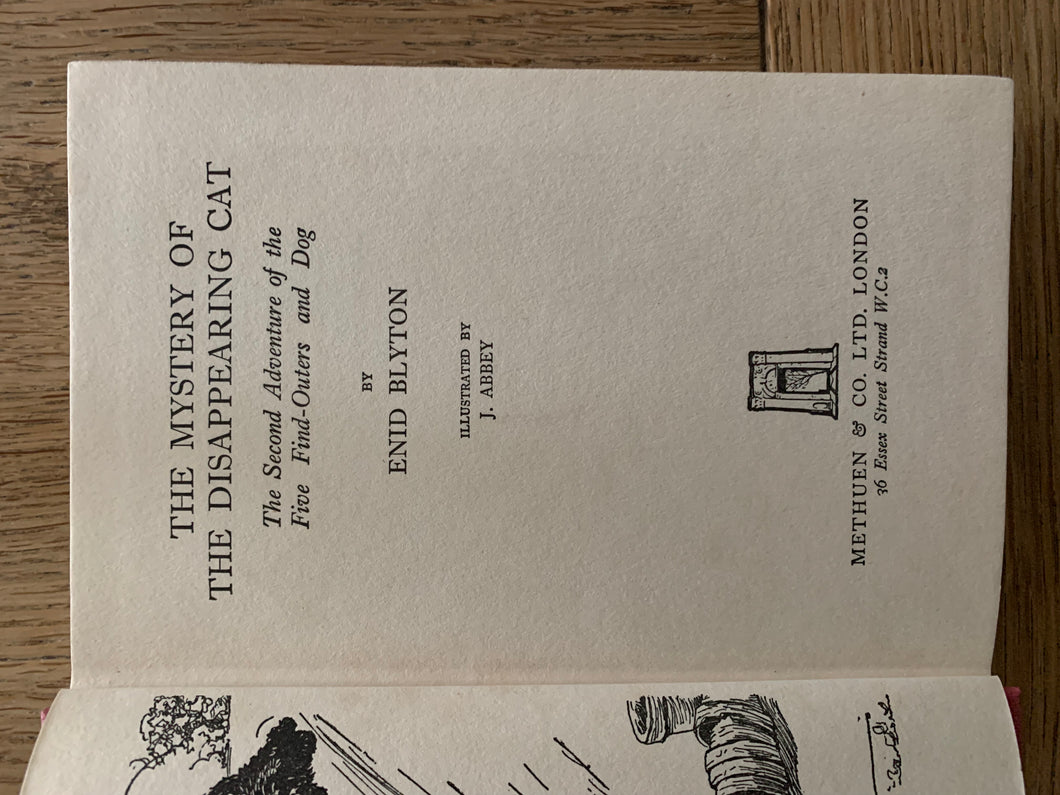 THE MYSTERY OF
THE DISAPPEARING CAT
The Second Adventure of the
Five Find-Outers and Dog
BY
ENID BLYTON
ILLUSTRATED BY
J. ABBEY
METHUEN & CO. LTD. LONDON
36 Essex Street Strand W.C.2